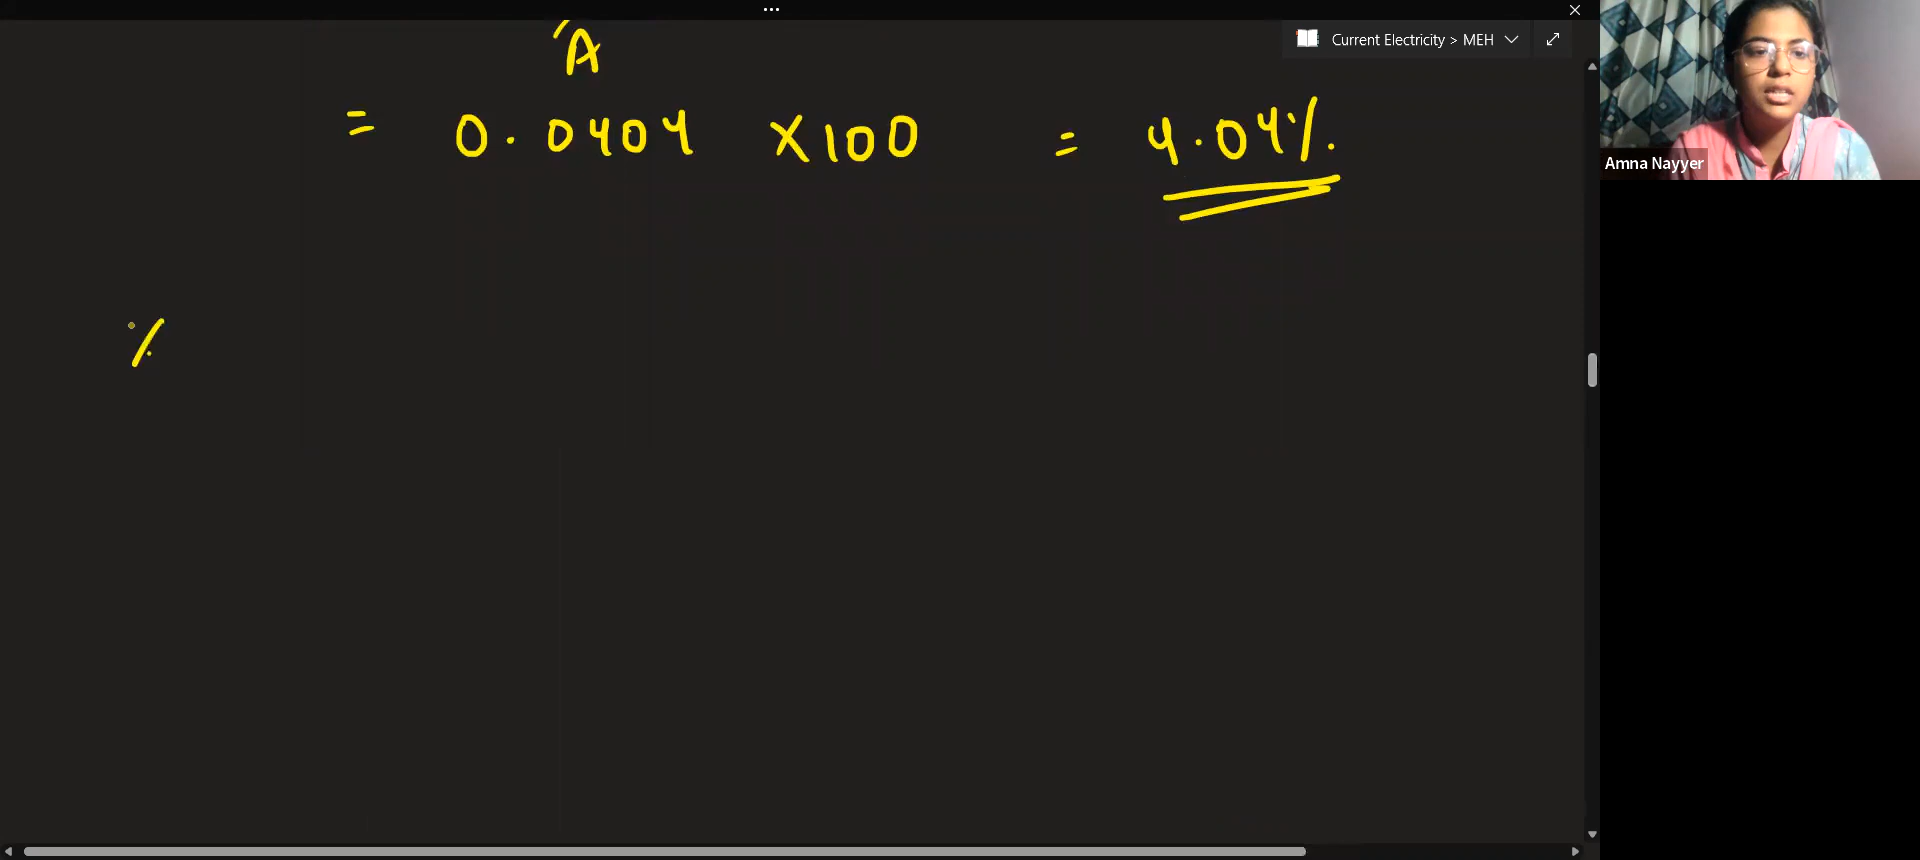 ...
Current Electricity > MEH
A
= 0.0404 X100 = 4.04%.
Amna Nayyer
%